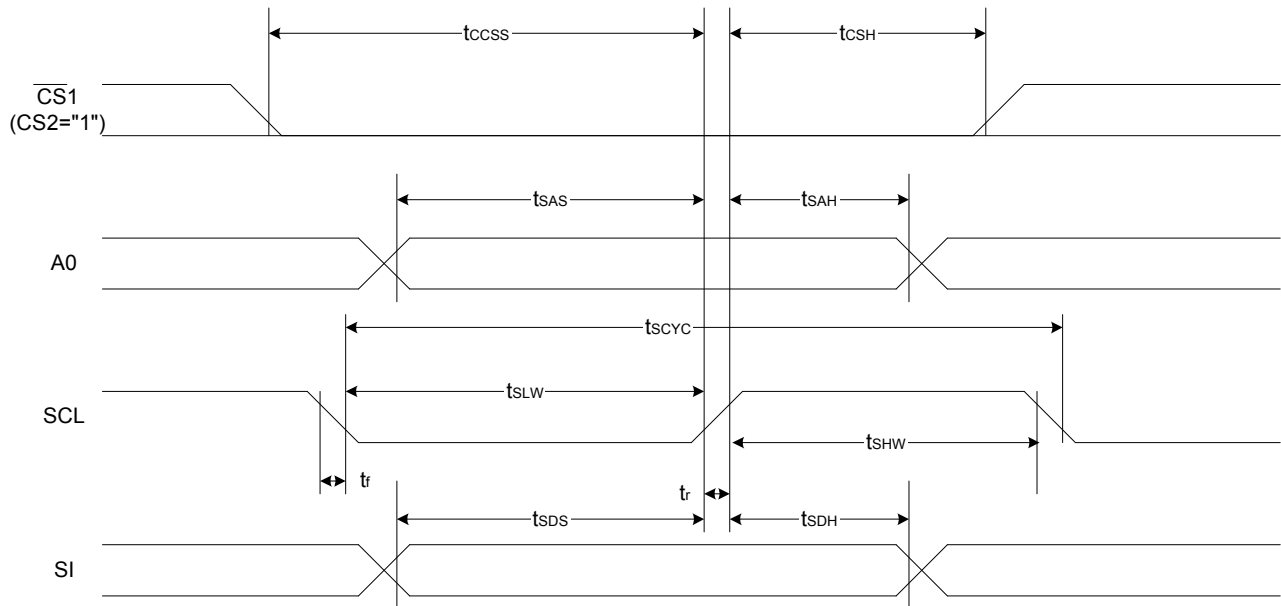 tCCSS
tCSH
CS1
(CS2="1")
tSAS
tSAH
A0
tSCYC
tSLW
SCL
tSHW
tf
tr
tSDS
tSDH
SI